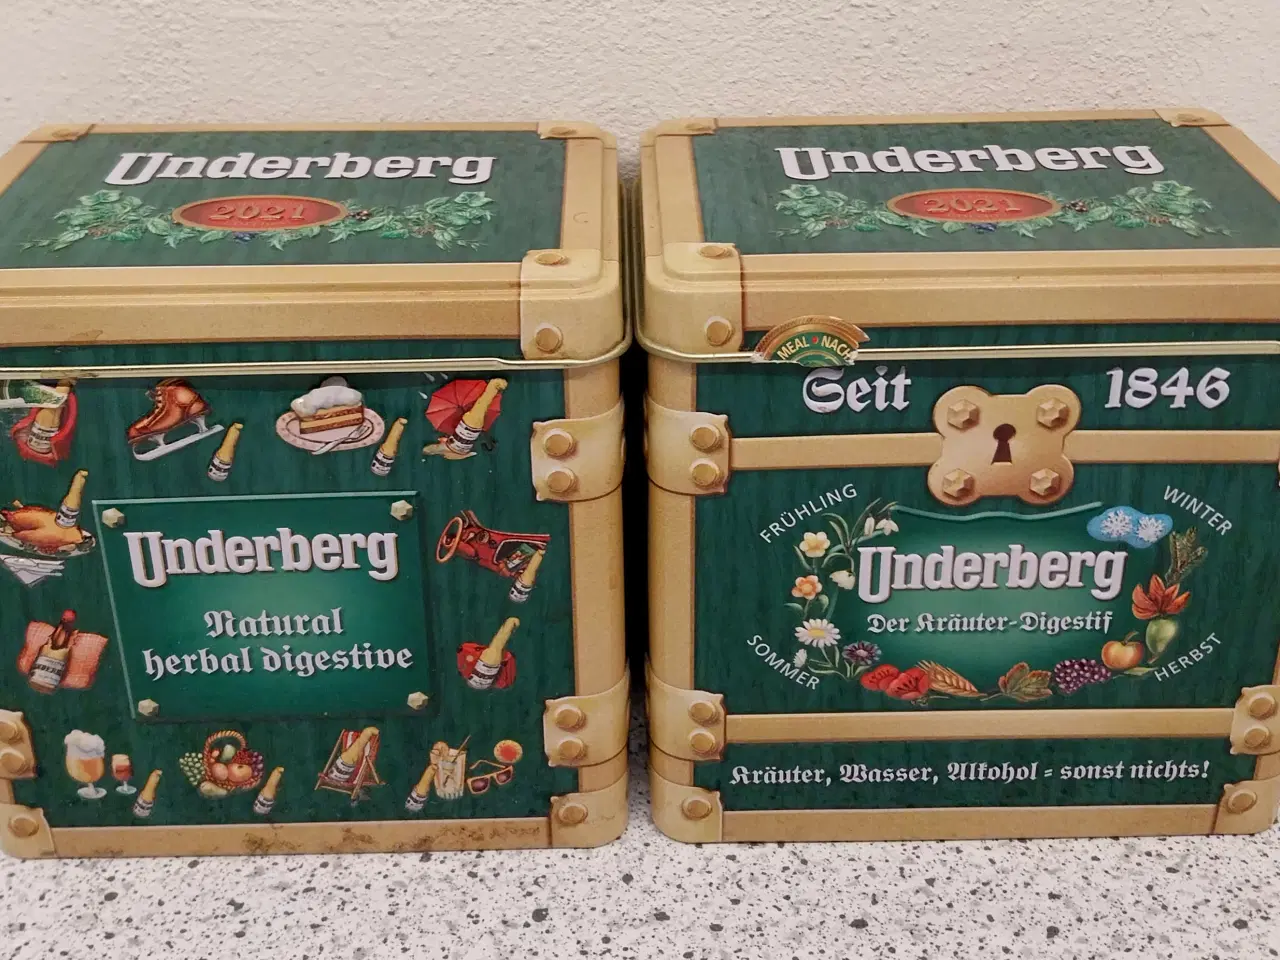 Underberg
2021
Underberg
Natural
herbal digestive
Underberg
2021
MEAL • NACH
Seit 1846
FRÜHLING
WINTER
Underberg
Der Kräuter-Digestif
SOMMER
HERBST
Kräuter, Wasser, Alkohol - sonst nichts!